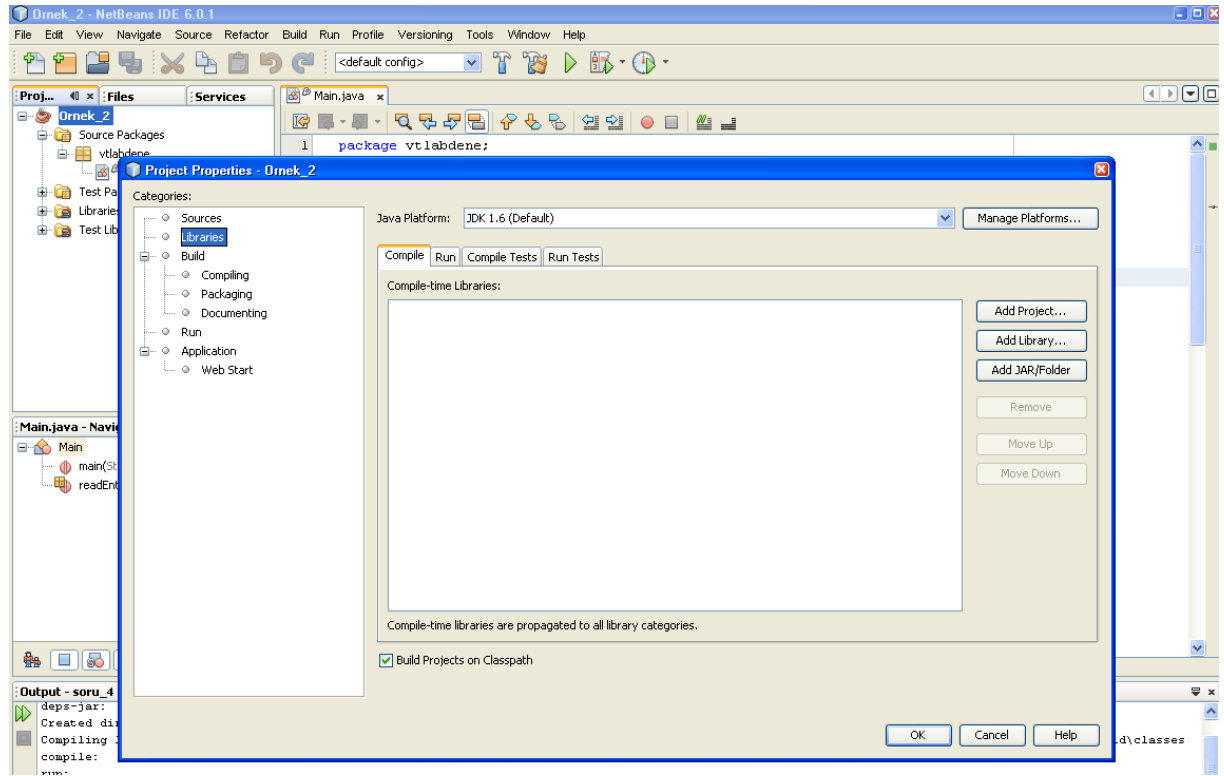 Ornek_2 - NetBeans IDE 6.0.1
File Edit View Navigate Source Refactor Build Run Profile Versioning Tools Window Help
<default config>
Proj... Files Services
Main.java
Ornek_2
Source Packages
vtlabdene
Test Pa
Libraries
Test Lib
1 package vtlabdene;
Main.java - Navig
Main
main(St
readEnt
Project Properties - Ornek_2
Categories:
Sources
Libraries
Build
Compiling
Packaging
Documenting
Run
Application
Web Start
Java Platform: JDK 1.6 (Default) Manage Platforms...
Compile Run Compile Tests Run Tests
Compile-time Libraries:
Add Project...
Add Library...
Add JAR/Folder
Remove
Move Up
Move Down
Compile-time libraries are propagated to all library categories.
Build Projects on Classpath
OK Cancel Help
Output - soru_4
deps-jar:
Created dir
Compiling d\classes
compile:
run: